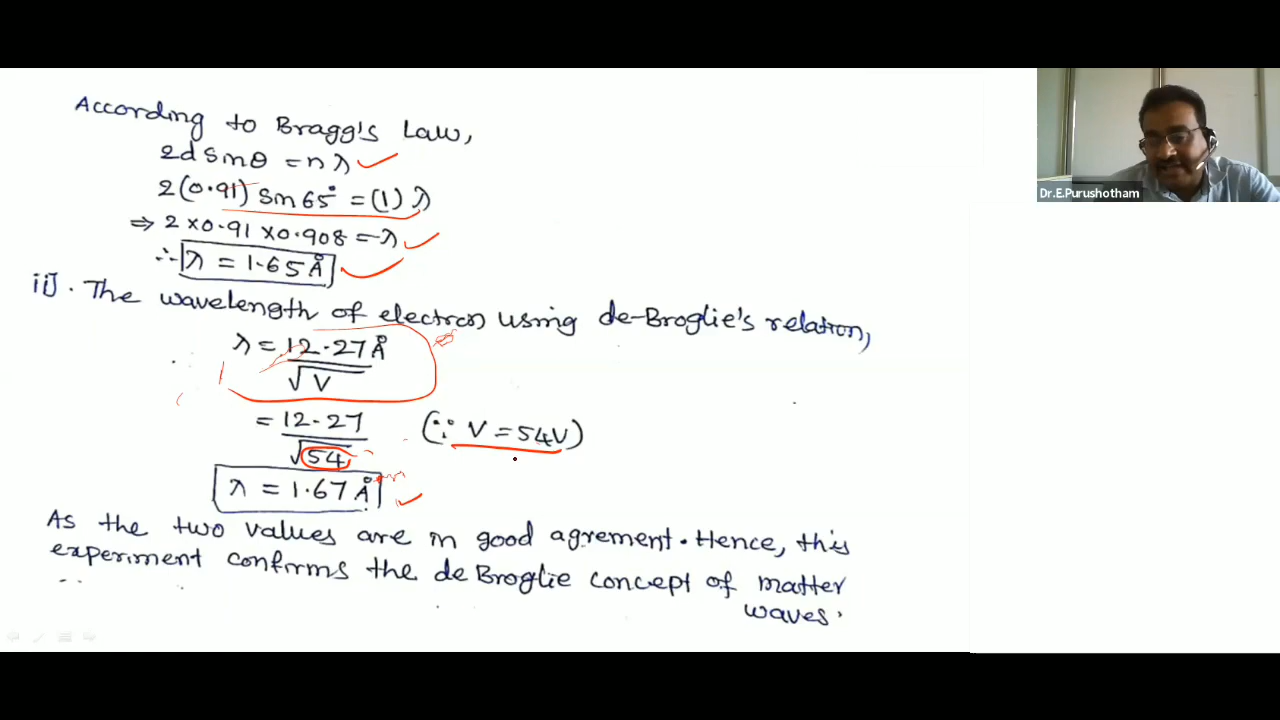 According to Bragg's Law,
2d Sinθ = n λ
2(0.91) Sin 65° = (1) λ
⇒ 2 × 0.91 × 0.908 = λ
∴ λ = 1.65 Å
ii). The wavelength of electron using de-Broglie's relation,
λ = 12.27 Å / √V
= 12.27 / √54 (∵ V = 54V)
λ = 1.67 Å
As the two values are in good agrement. Hence, this
experiment confirms the de Broglie concept of matter
waves.
Dr.E.Purushotham